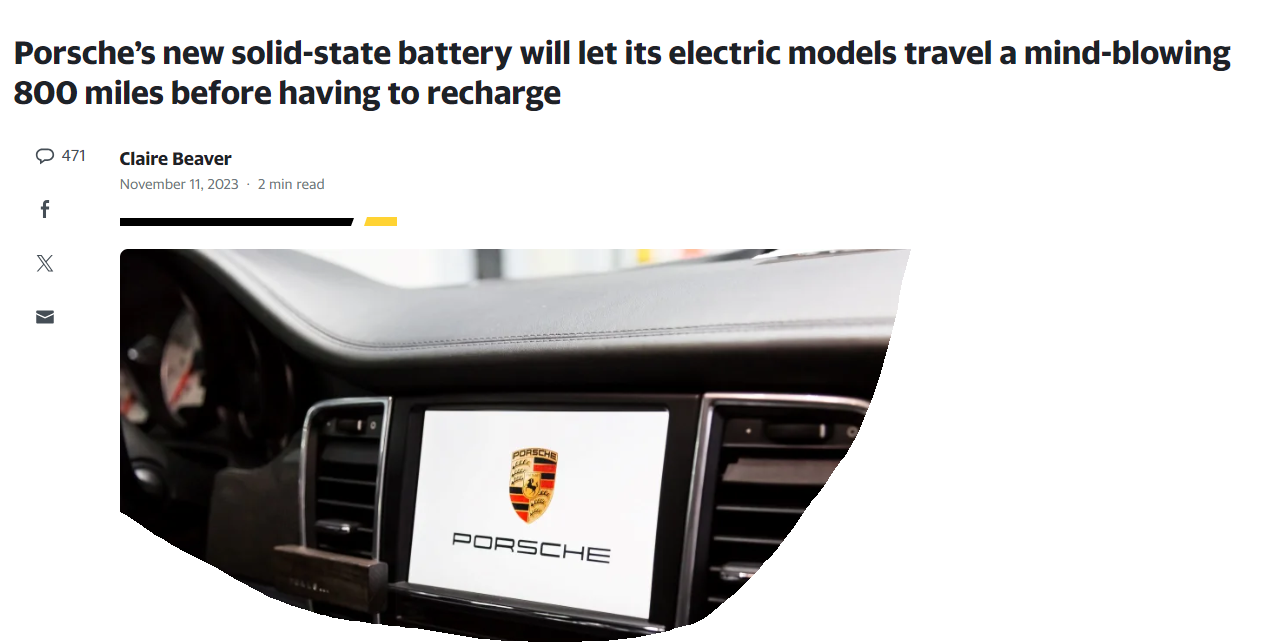 Porsche’s new solid-state battery will let its electric models travel a mind-blowing
800 miles before having to recharge
471
Claire Beaver
November 11, 2023 · 2 min read
PORSCHE
PORSCHE